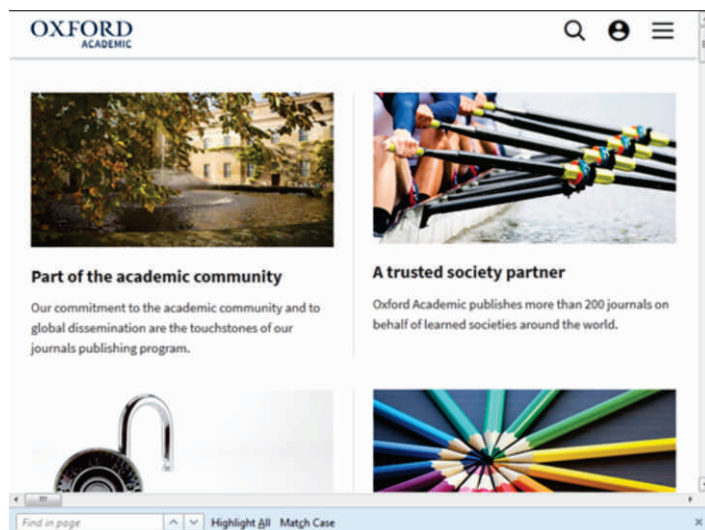 OXFORD
ACADEMIC
Part of the academic community
Our commitment to the academic community and to
global dissemination are the touchstones of our
journals publishing program.
A trusted society partner
Oxford Academic publishes more than 200 journals on
behalf of learned societies around the world.
Find in page Highlight All Match Case